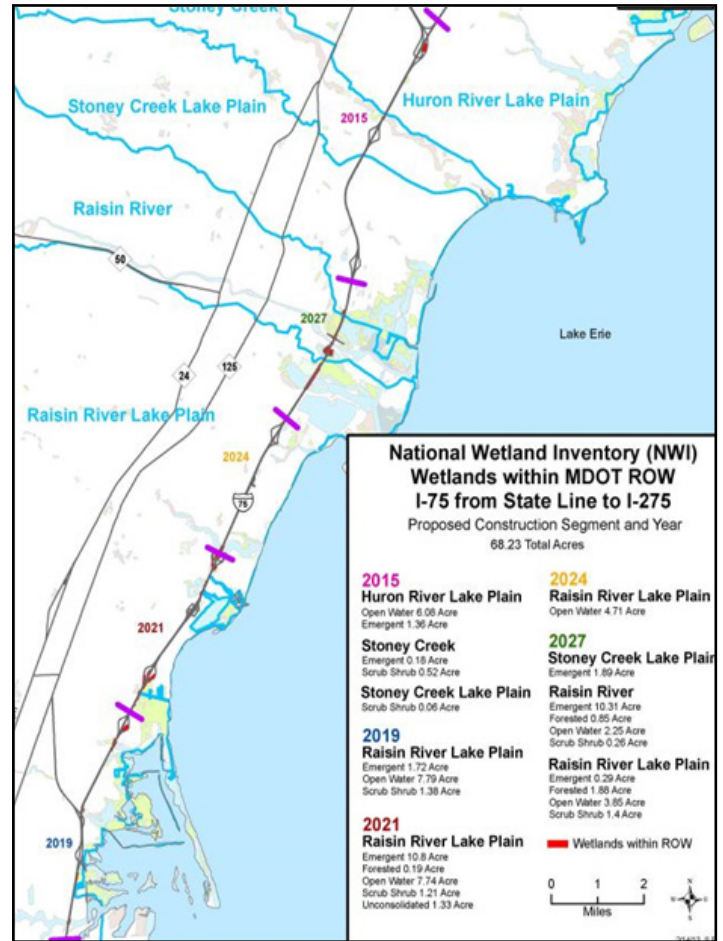 Stoney Creek
Stoney Creek Lake Plain
Huron River Lake Plain
2015
Raisin River
50
2027
Lake Erie
24
125
Raisin River Lake Plain
2024
75
2021
2019
National Wetland Inventory (NWI)
Wetlands within MDOT ROW
I-75 from State Line to I-275
Proposed Construction Segment and Year
68.23 Total Acres
2015
Huron River Lake Plain
Open Water 6.08 Acre
Emergent 1.36 Acre
Stoney Creek
Emergent 0.18 Acre
Scrub Shrub 0.52 Acre
Stoney Creek Lake Plain
Scrub Shrub 0.06 Acre
2019
Raisin River Lake Plain
Emergent 1.72 Acre
Open Water 7.79 Acre
Scrub Shrub 1.38 Acre
2021
Raisin River Lake Plain
Emergent 10.8 Acre
Forested 0.19 Acre
Open Water 7.74 Acre
Scrub Shrub 1.21 Acre
Unconsolidated 1.33 Acre
2024
Raisin River Lake Plain
Open Water 4.71 Acre
2027
Stoney Creek Lake Plain
Emergent 1.89 Acre
Raisin River
Emergent 10.31 Acre
Forested 0.85 Acre
Open Water 2.25 Acre
Scrub Shrub 0.26 Acre
Raisin River Lake Plain
Emergent 0.29 Acre
Forested 1.88 Acre
Open Water 3.85 Acre
Scrub Shrub 1.4 Acre
Wetlands within ROW
0 1 2
Miles